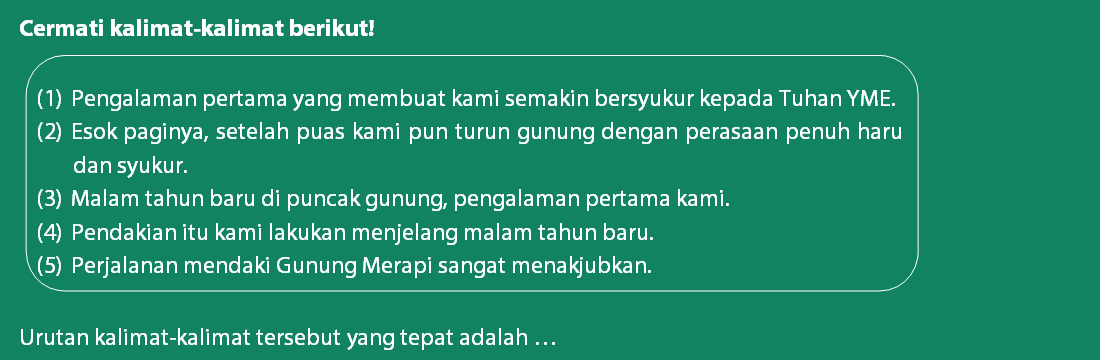 Cermati kalimat-kalimat berikut!
(1) Pengalaman pertama yang membuat kami semakin bersyukur kepada Tuhan YME.
(2) Esok paginya, setelah puas kami pun turun gunung dengan perasaan penuh haru
dan syukur.
(3) Malam tahun baru di puncak gunung, pengalaman pertama kami.
(4) Pendakian itu kami lakukan menjelang malam tahun baru.
(5) Perjalanan mendaki Gunung Merapi sangat menakjubkan.
Urutan kalimat-kalimat tersebut yang tepat adalah …